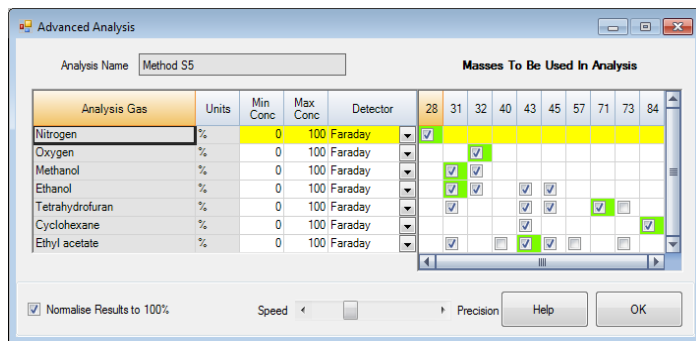 Advanced Analysis
Analysis Name Method S5 Masses To Be Used In Analysis
Analysis Gas Units Min Conc Max Conc Detector 28 31 32 40 43 45 57 71 73 84
Nitrogen % 0 100 Faraday
Oxygen % 0 100 Faraday
Methanol % 0 100 Faraday
Ethanol % 0 100 Faraday
Tetrahydrofuran % 0 100 Faraday
Cyclohexane % 0 100 Faraday
Ethyl acetate % 0 100 Faraday
Normalise Results to 100% Speed Precision Help OK